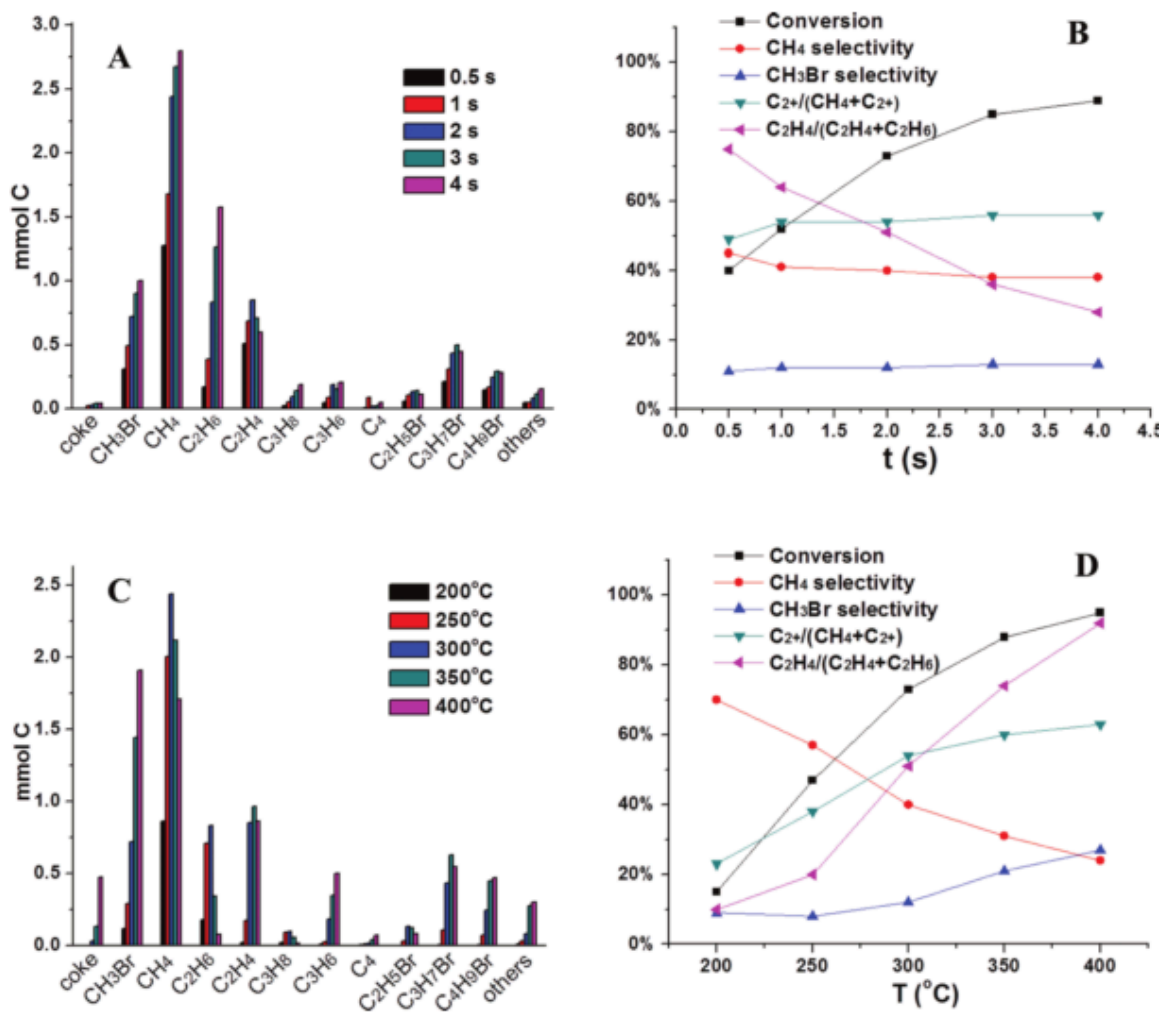 A
0.5 s
1 s
2 s
3 s
4 s
mmol C
3.0
2.5
2.0
1.5
1.0
0.5
0.0
coke
CH3Br
CH4
C2H6
C2H4
C3H8
C3H6
C4
C2H5Br
C3H7Br
C4H9Br
others
B
Conversion
CH4 selectivity
CH3Br selectivity
C2+/(CH4+C2+)
C2H4/(C2H4+C2H6)
100%
80%
60%
40%
20%
0%
0.0 0.5 1.0 1.5 2.0 2.5 3.0 3.5 4.0 4.5
t (s)
C
200°C
250°C
300°C
350°C
400°C
mmol C
2.5
2.0
1.5
1.0
0.5
0.0
coke
CH3Br
CH4
C2H6
C2H4
C3H8
C3H6
C4
C2H5Br
C3H7Br
C4H9Br
others
D
Conversion
CH4 selectivity
CH3Br selectivity
C2+/(CH4+C2+)
C2H4/(C2H4+C2H6)
100%
80%
60%
40%
20%
0%
200 250 300 350 400
T (°C)